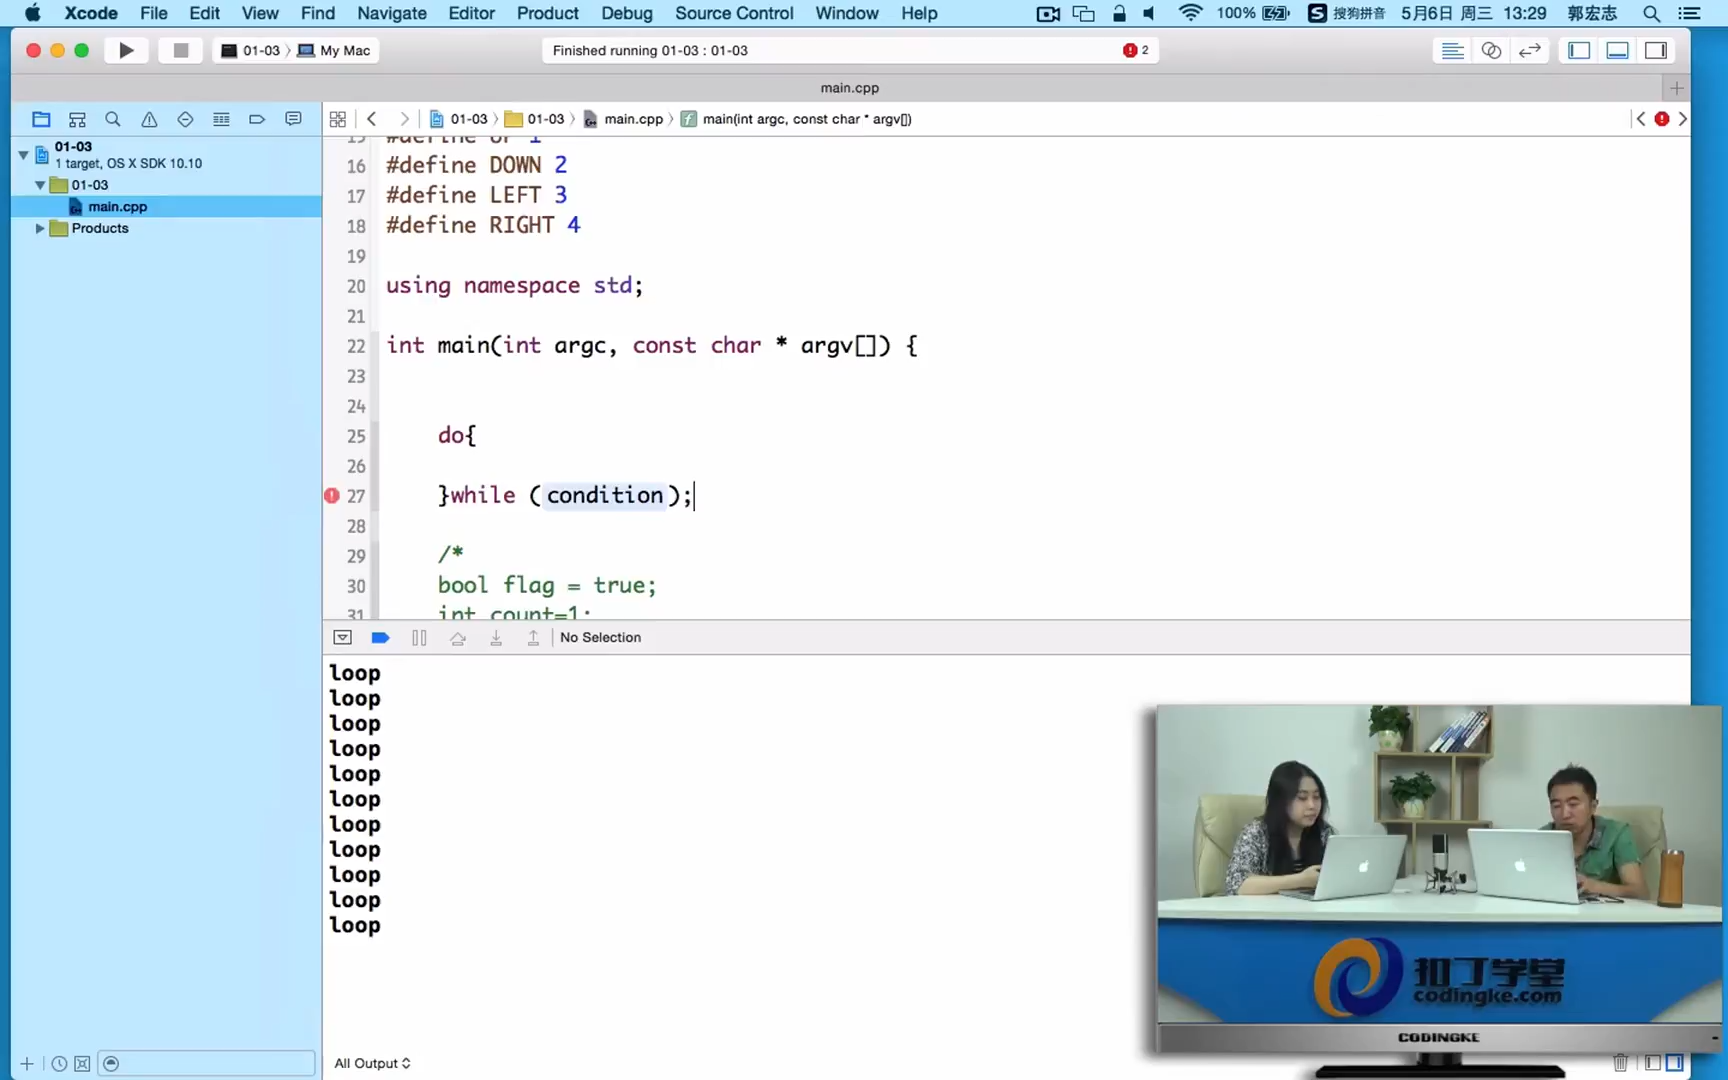 Xcode File Edit View Find Navigate Editor Product Debug Source Control Window Help 100% S 搜狗拼音 5月6日 周三 13:29 郭宏志
01-03 My Mac Finished running 01-03 : 01-03 2
main.cpp
01-03 01-03 main.cpp main(int argc, const char * argv[])
01-03
1 target, OS X SDK 10.10
01-03
main.cpp
Products
16 #define DOWN 2
17 #define LEFT 3
18 #define RIGHT 4
19
20 using namespace std;
21
22 int main(int argc, const char * argv[]) {
23
24
25 do{
26
27 }while (condition);
28
29 /*
30 bool flag = true;
31 int count=1;
No Selection
loop
loop
loop
loop
loop
loop
loop
loop
loop
loop
loop
扣丁学堂
codingke.com
CODINGKE
All Output